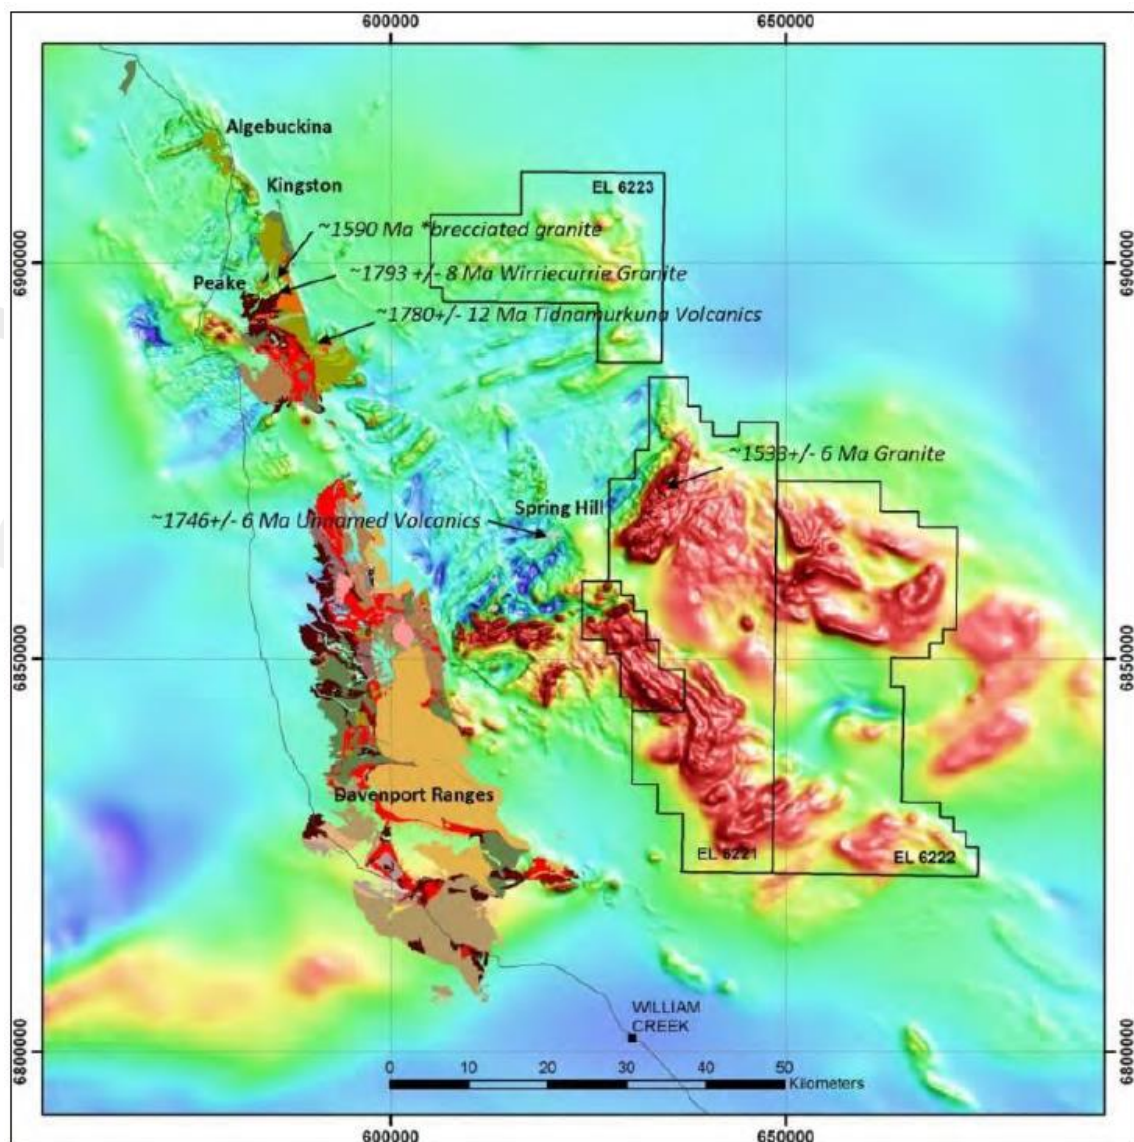 600000
650000
Algebuckina
Kingston
EL 6223
~1590 Ma *brecciated granite
6900000
6900000
Peake
~1793 +/- 8 Ma Wirriecurrie Granite
~1780+/- 12 Ma Tidnamurkuna Volcanics
~1533+/- 6 Ma Granite
Spring Hill
~1746+/- 6 Ma Unnamed Volcanics
6850000
6850000
Davenport Ranges
EL 6221
EL 6222
WILLIAM
CREEK
6800000
6800000
0 10 20 30 40 50
Kilometers
600000
650000